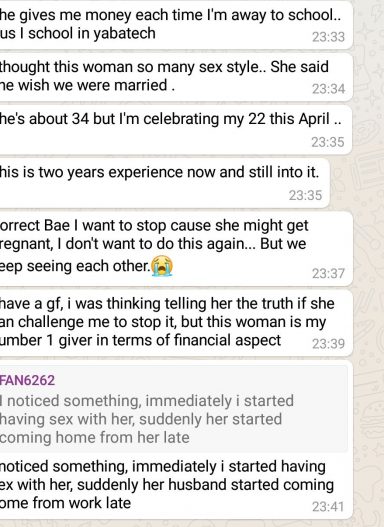 he gives me money each time I'm away to school..
us I school in yabatech
23:33
thought this woman so many sex style.. She said
he wish we were married .
23:34
he's about 34 but I'm celebrating my 22 this April ..
23:35
his is two years experience now and still into it.
23:35
orrect Bae I want to stop cause she might get
regnant, I don't want to do this again... But we
eep seeing each other.😭
23:37
have a gf, i was thinking telling her the truth if she
an challenge me to stop it, but this woman is my
umber 1 giver in terms of financial aspect
23:39
FAN6262
I noticed something, immediately i started
having sex with her, suddenly her started
coming home from her late
noticed something, immediately i started having
ex with her, suddenly her husband started coming
ome from work late
23:41